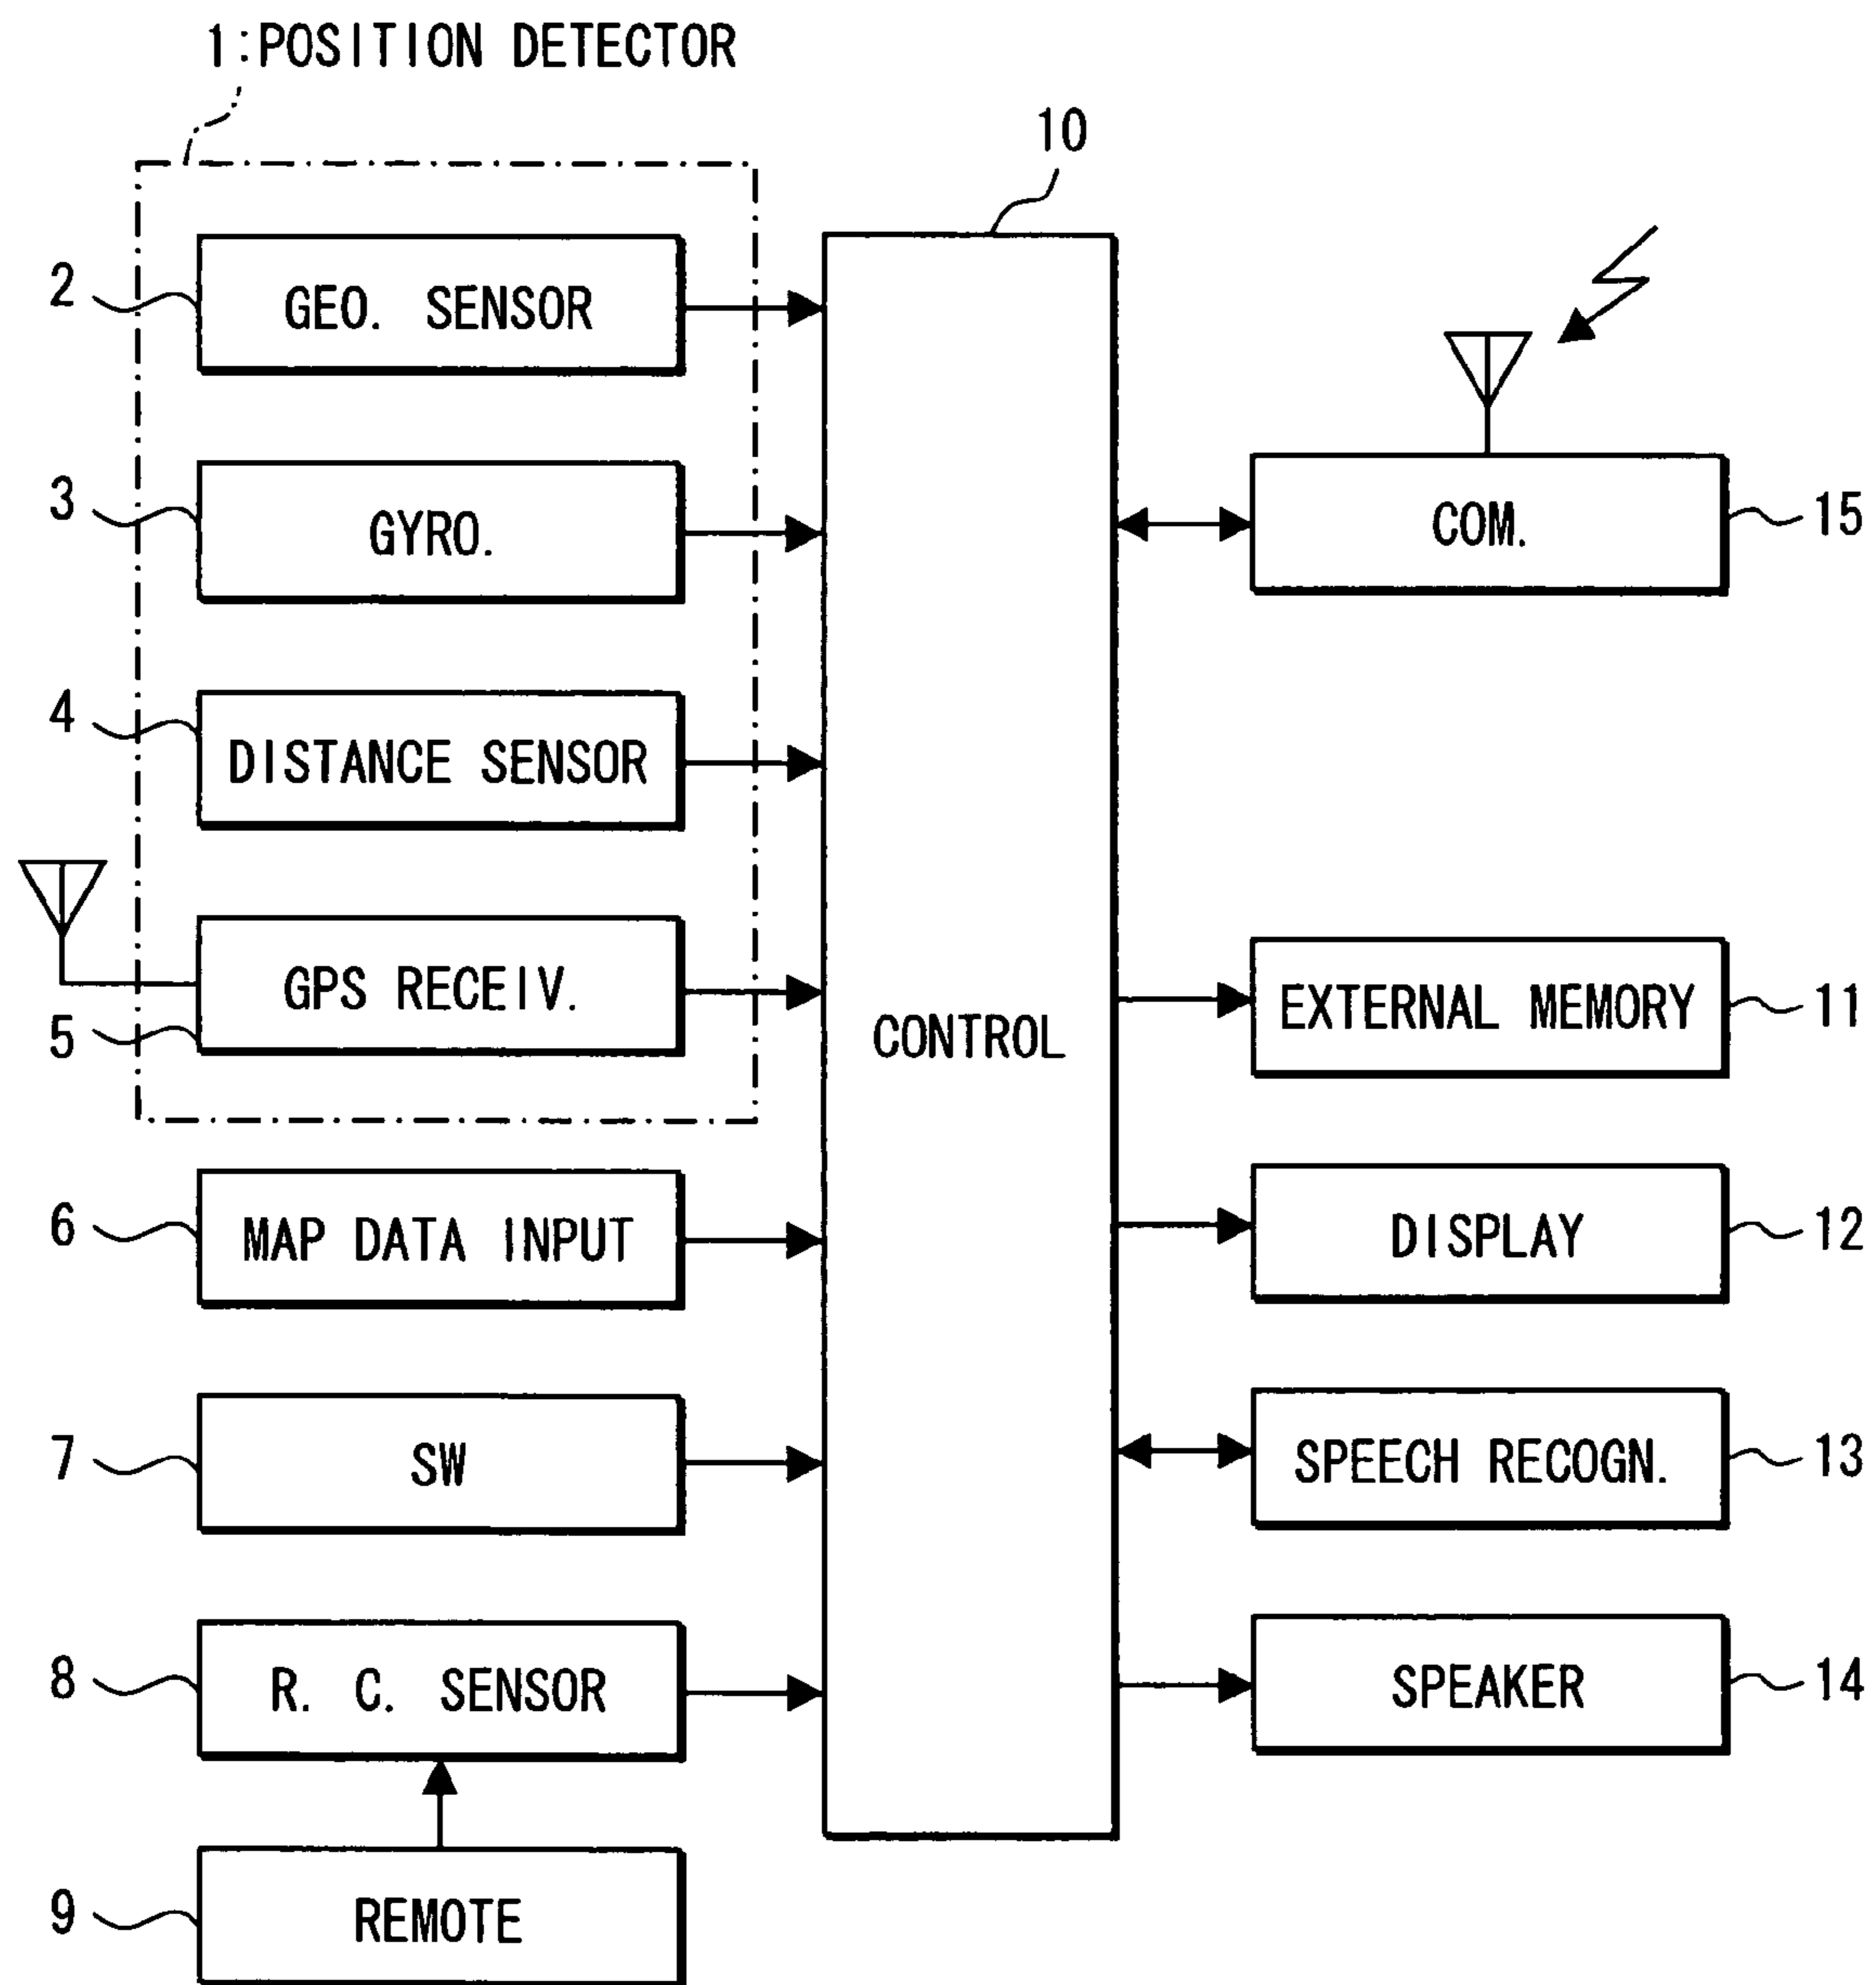 1:POSITION DETECTOR
10
2
GEO. SENSOR
3
GYRO.
COM.
15
4
DISTANCE SENSOR
GPS RECEIV.
5
CONTROL
EXTERNAL MEMORY
11
6
MAP DATA INPUT
DISPLAY
12
7
SW
SPEECH RECOGN.
13
8
R. C. SENSOR
SPEAKER
14
9
REMOTE